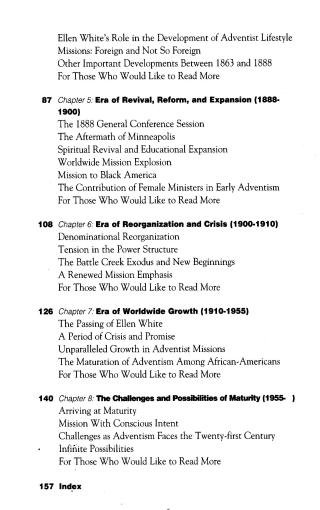 Ellen White's Role in the Development of Adventist Lifestyle
Missions: Foreign and Not So Foreign
Other Important Developments Between 1863 and 1888
For Those Who Would Like to Read More
87 Chapter 5: Era of Revival, Reform, and Expansion (1888-
1900)
The 1888 General Conference Session
The Aftermath of Minneapolis
Spiritual Revival and Educational Expansion
Worldwide Mission Explosion
Mission to Black America
The Contribution of Female Ministers in Early Adventism
For Those Who Would Like to Read More
108 Chapter 6: Era of Reorganization and Crisis (1900-1910)
Denominational Reorganization
Tension in the Power Structure
The Battle Creek Exodus and New Beginnings
A Renewed Mission Emphasis
For Those Who Would Like to Read More
126 Chapter 7: Era of Worldwide Growth (1910-1955)
The Passing of Ellen White
A Period of Crisis and Promise
Unparalleled Growth in Adventist Missions
The Maturation of Adventism Among African-Americans
For Those Who Would Like to Read More
140 Chapter 8: The Challenges and Possibilities of Maturity (1955- )
Arriving at Maturity
Mission With Conscious Intent
Challenges as Adventism Faces the Twenty-first Century
Infinite Possibilities
For Those Who Would Like to Read More
157 Index